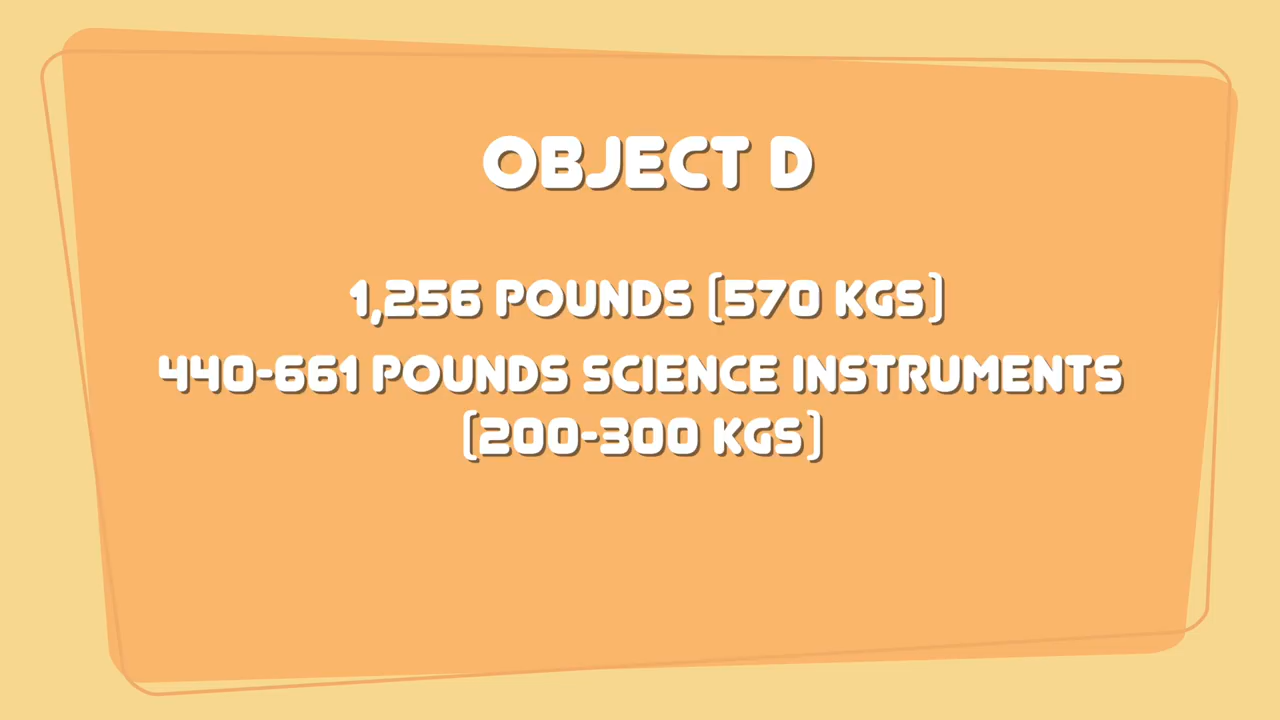 OBJECT D
1,256 POUNDS (570 KGS)
440-661 POUNDS SCIENCE INSTRUMENTS
(200-300 KGS)